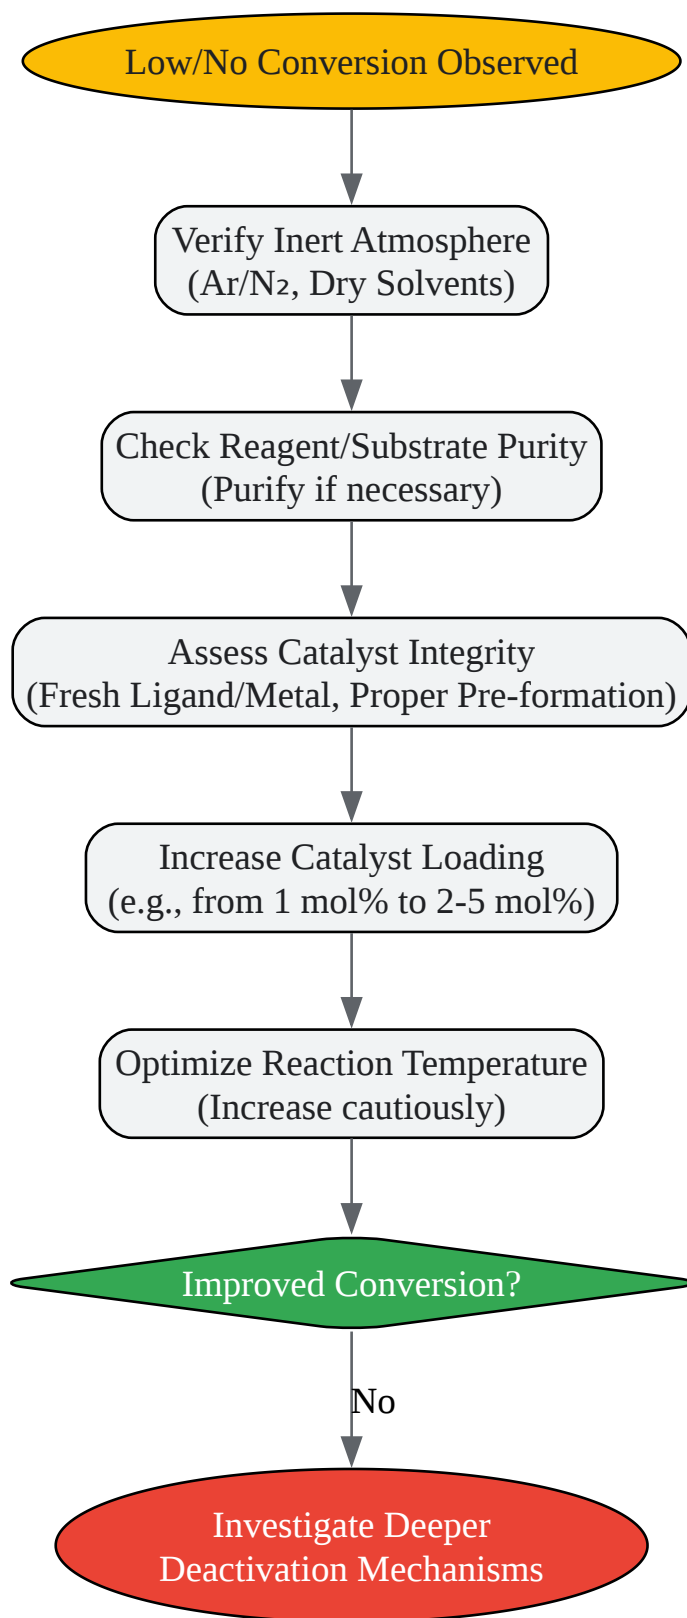 Low/No Conversion Observed
Verify Inert Atmosphere
(Ar/N₂, Dry Solvents)
Check Reagent/Substrate Purity
(Purify if necessary)
Assess Catalyst Integrity
(Fresh Ligand/Metal, Proper Pre-formation)
Increase Catalyst Loading
(e.g., from 1 mol% to 2-5 mol%)
Optimize Reaction Temperature
(Increase cautiously)
Improved Conversion?
No
Investigate Deeper
Deactivation Mechanisms